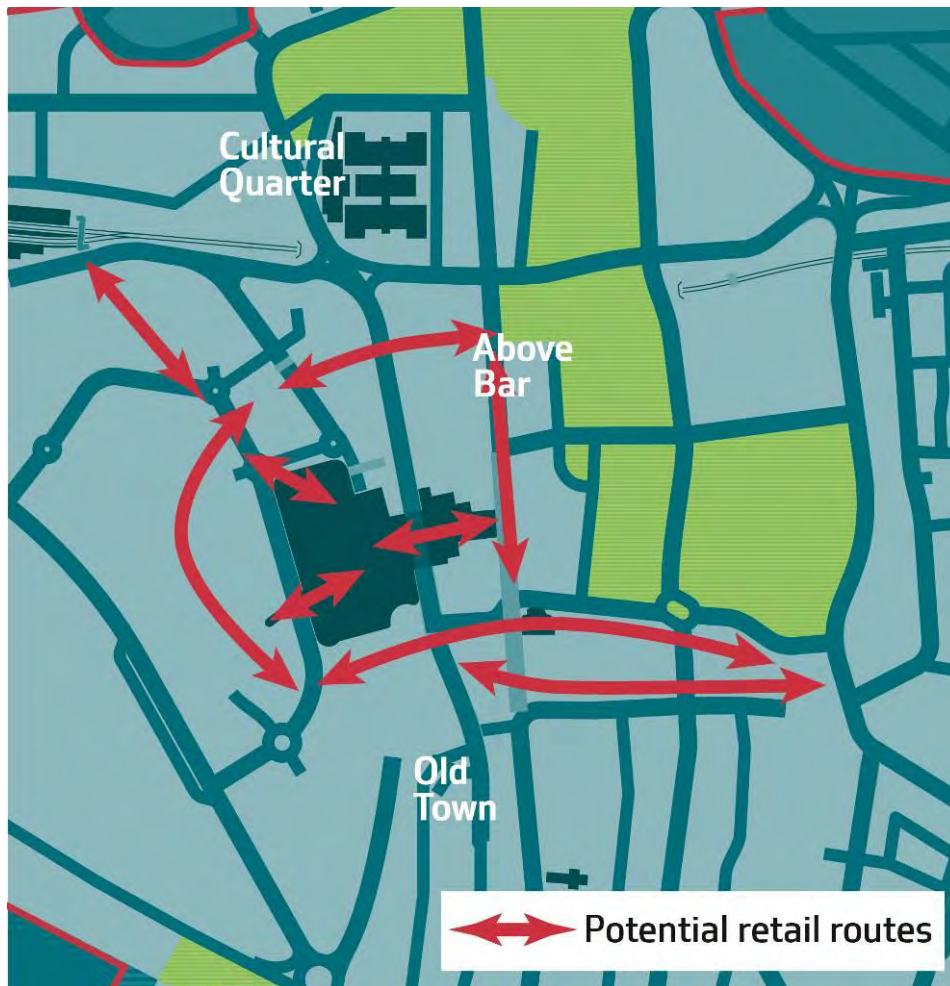 Cultural
Quarter
Above
Bar
Old
Town
Potential retail routes